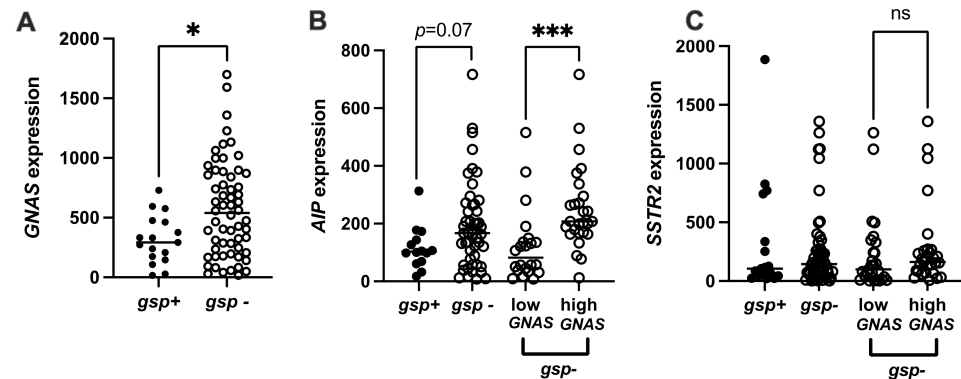 A
GNAS expression
2000
1500
1000
500
0
*
gsp+
gsp -
B
AIP expression
800
600
400
200
0
p=0.07
***
gsp+
gsp -
low GNAS
high GNAS
gsp-
C
SSTR2 expression
2000
1500
1000
500
0
ns
gsp+
gsp-
low GNAS
high GNAS
gsp-